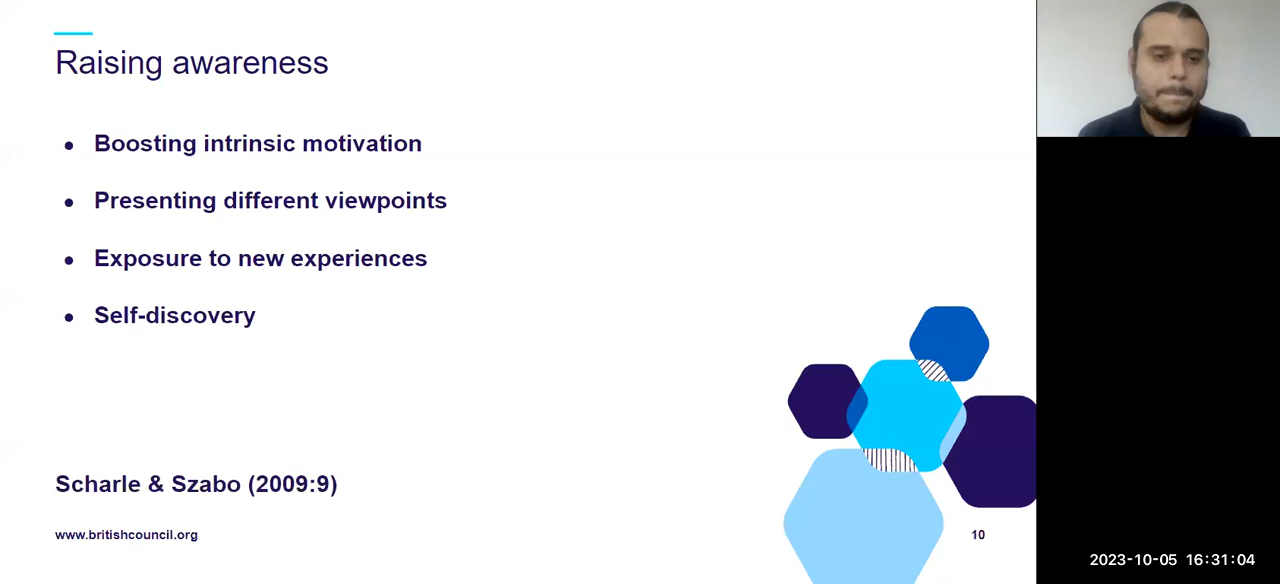 Raising awareness
• Boosting intrinsic motivation
• Presenting different viewpoints
• Exposure to new experiences
• Self-discovery
Scharle & Szabo (2009:9)
www.britishcouncil.org
10
2023-10-05 16:31:04